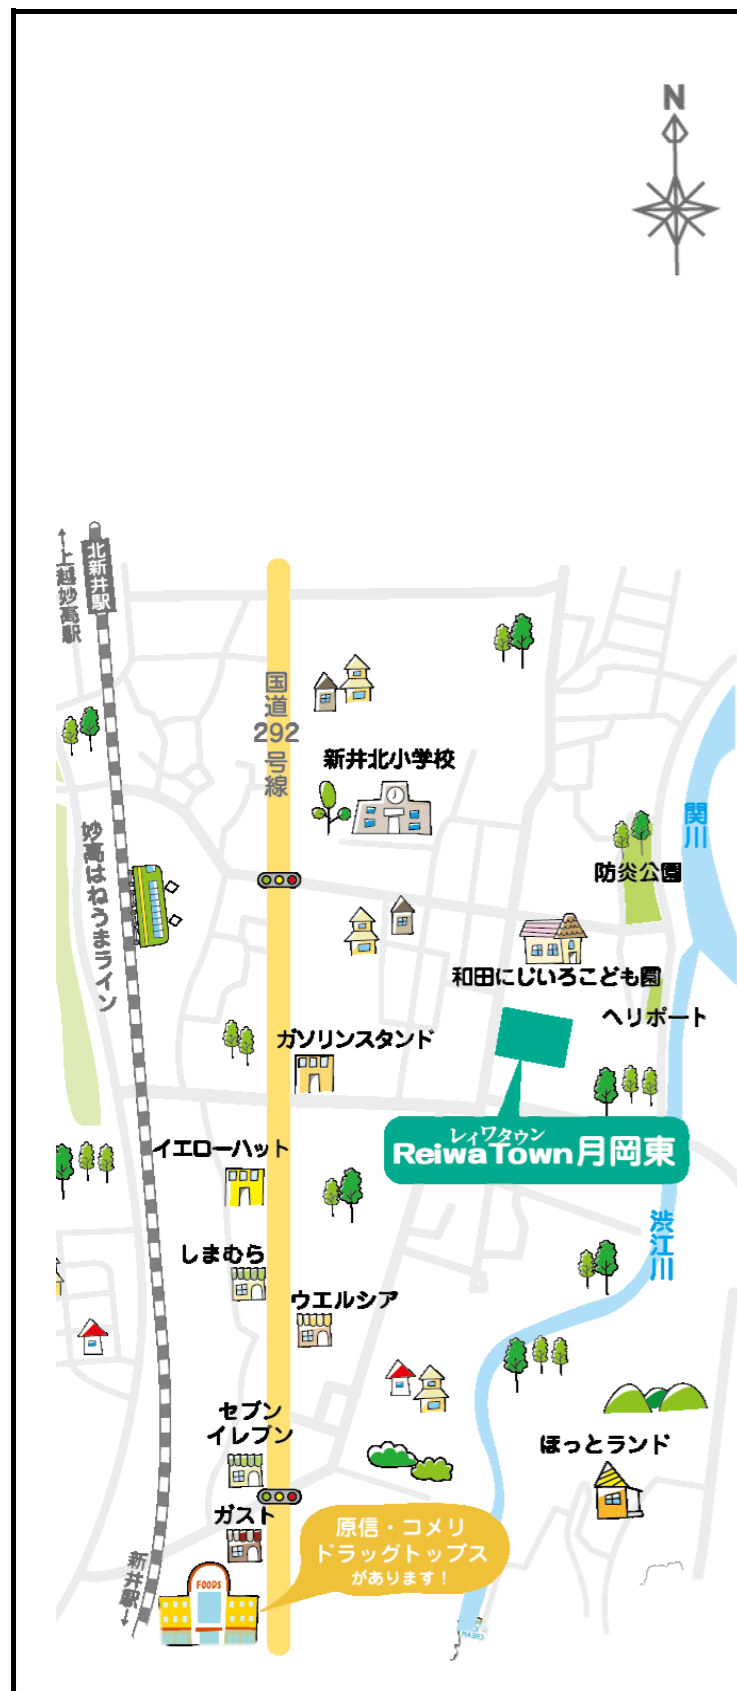 N
↑上越妙高駅
北新井駅
国道
292
号線
新井北小学校
関川
防炎公園
妙高はねうまライン
和田にじいろこども園
ヘリポート
ガソリンスタンド
レイワタウン
ReiwaTown月岡東
イエローハット
渋江川
しまむら
ウエルシア
セブン
イレブン
ほっとランド
ガスト
原信・コメリ
ドラッグトップス
があります!
新井駅↓
FOODS